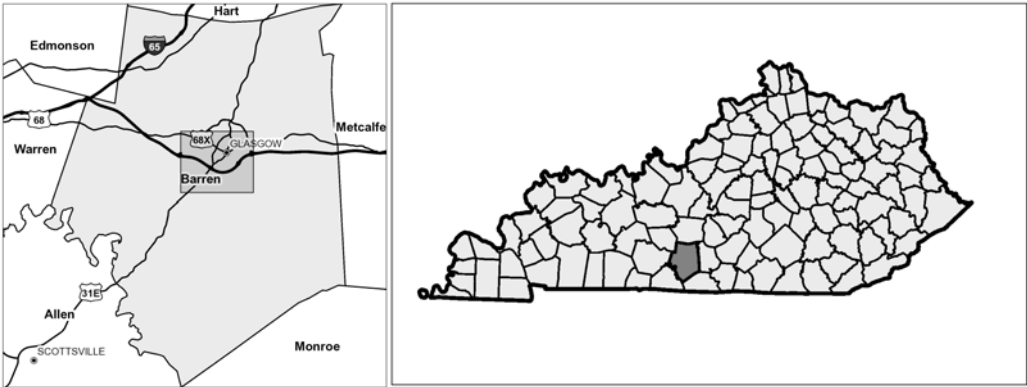 Hart
Edmonson
65
68
Metcalfe
68X
GLASGOW
Warren
Barren
31E
Allen
Monroe
SCOTTSVILLE